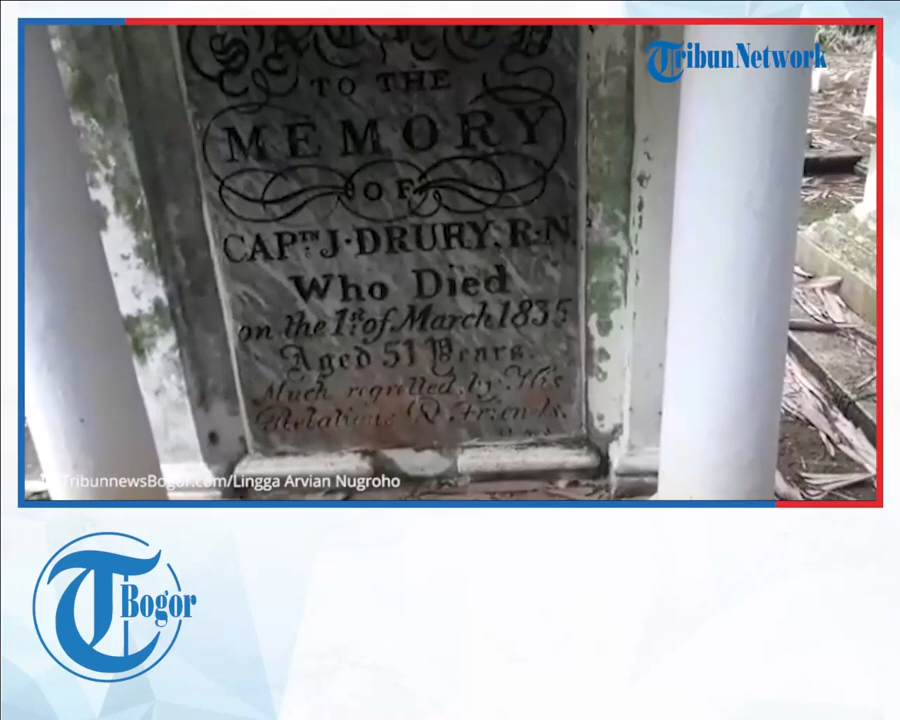 TribunNetwork
SACRED
TO THE
MEMORY
OF
CAPTN J·DRURY, R·N.
Who Died
on the 1st of March 1835
Aged 51 Years.
Much regretted by His
Relations & Friends.
TribunnewsBogor.com/Lingga Arvian Nugroho
T Bogor